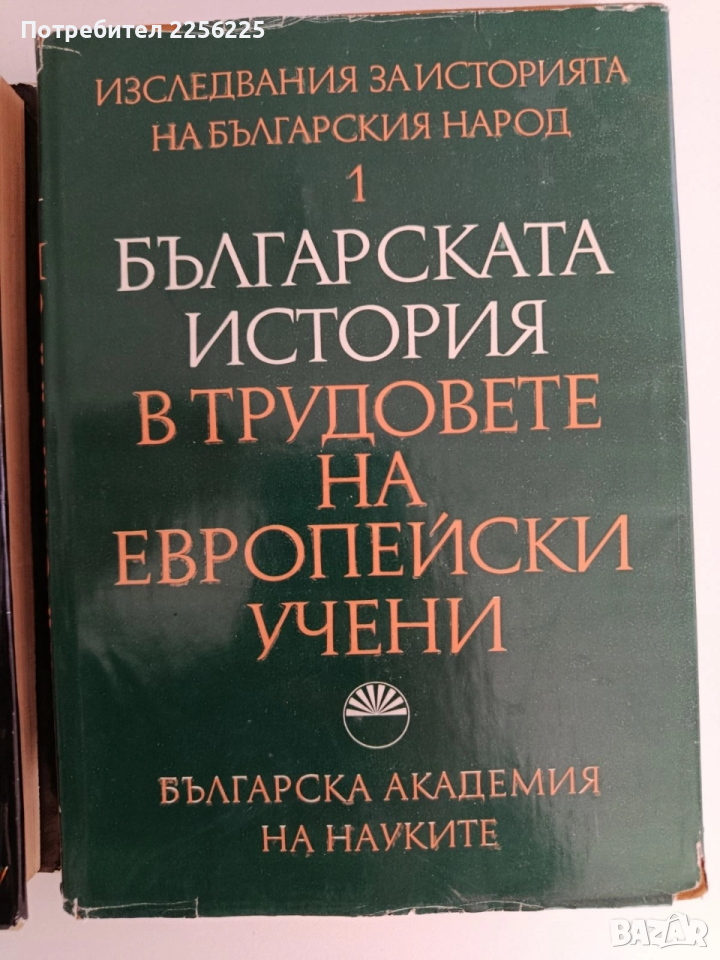 Потребител 2256225
ИЗСЛЕДВАНИЯ ЗА ИСТОРИЯТА
НА БЪЛГАРСКИЯ НАРОД
1
БЪЛГАРСКАТА
ИСТОРИЯ
В ТРУДОВЕТЕ
НА
ЕВРОПЕЙСКИ
УЧЕНИ
БЪЛГАРСКА АКАДЕМИЯ
НА НАУКИТЕ
BAZAR